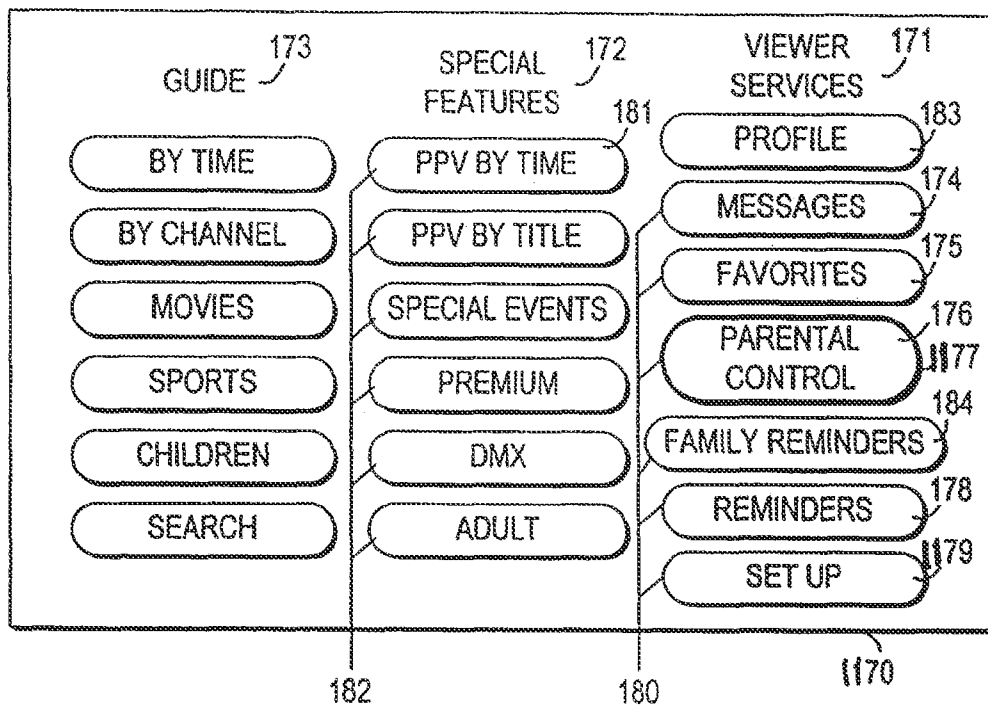 GUIDE 173
SPECIAL FEATURES 172
VIEWER SERVICES 171
BY TIME
BY CHANNEL
MOVIES
SPORTS
CHILDREN
SEARCH
PPV BY TIME 181
PPV BY TITLE
SPECIAL EVENTS
PREMIUM
DMX
ADULT
PROFILE 183
MESSAGES 174
FAVORITES 175
PARENTAL 176
CONTROL 177
FAMILY REMINDERS 184
REMINDERS 178
SET UP 179
182
180
170